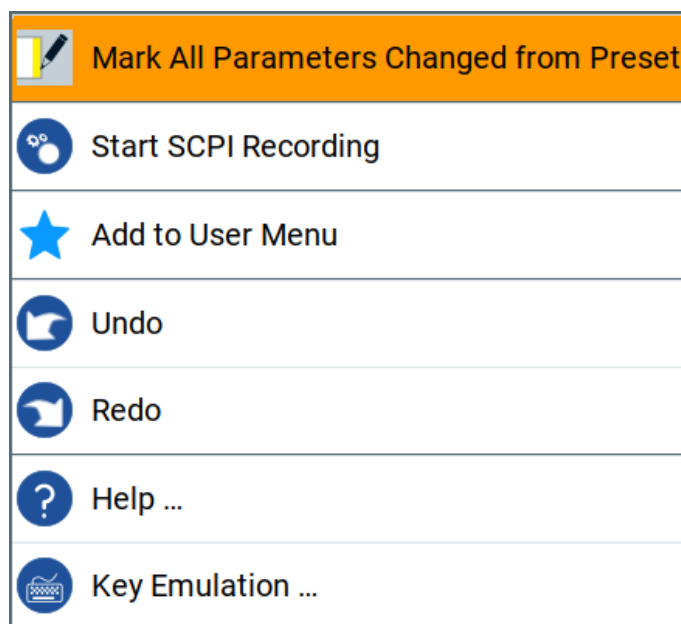 Mark All Parameters Changed from Preset
Start SCPI Recording
Add to User Menu
Undo
Redo
Help ...
Key Emulation ...